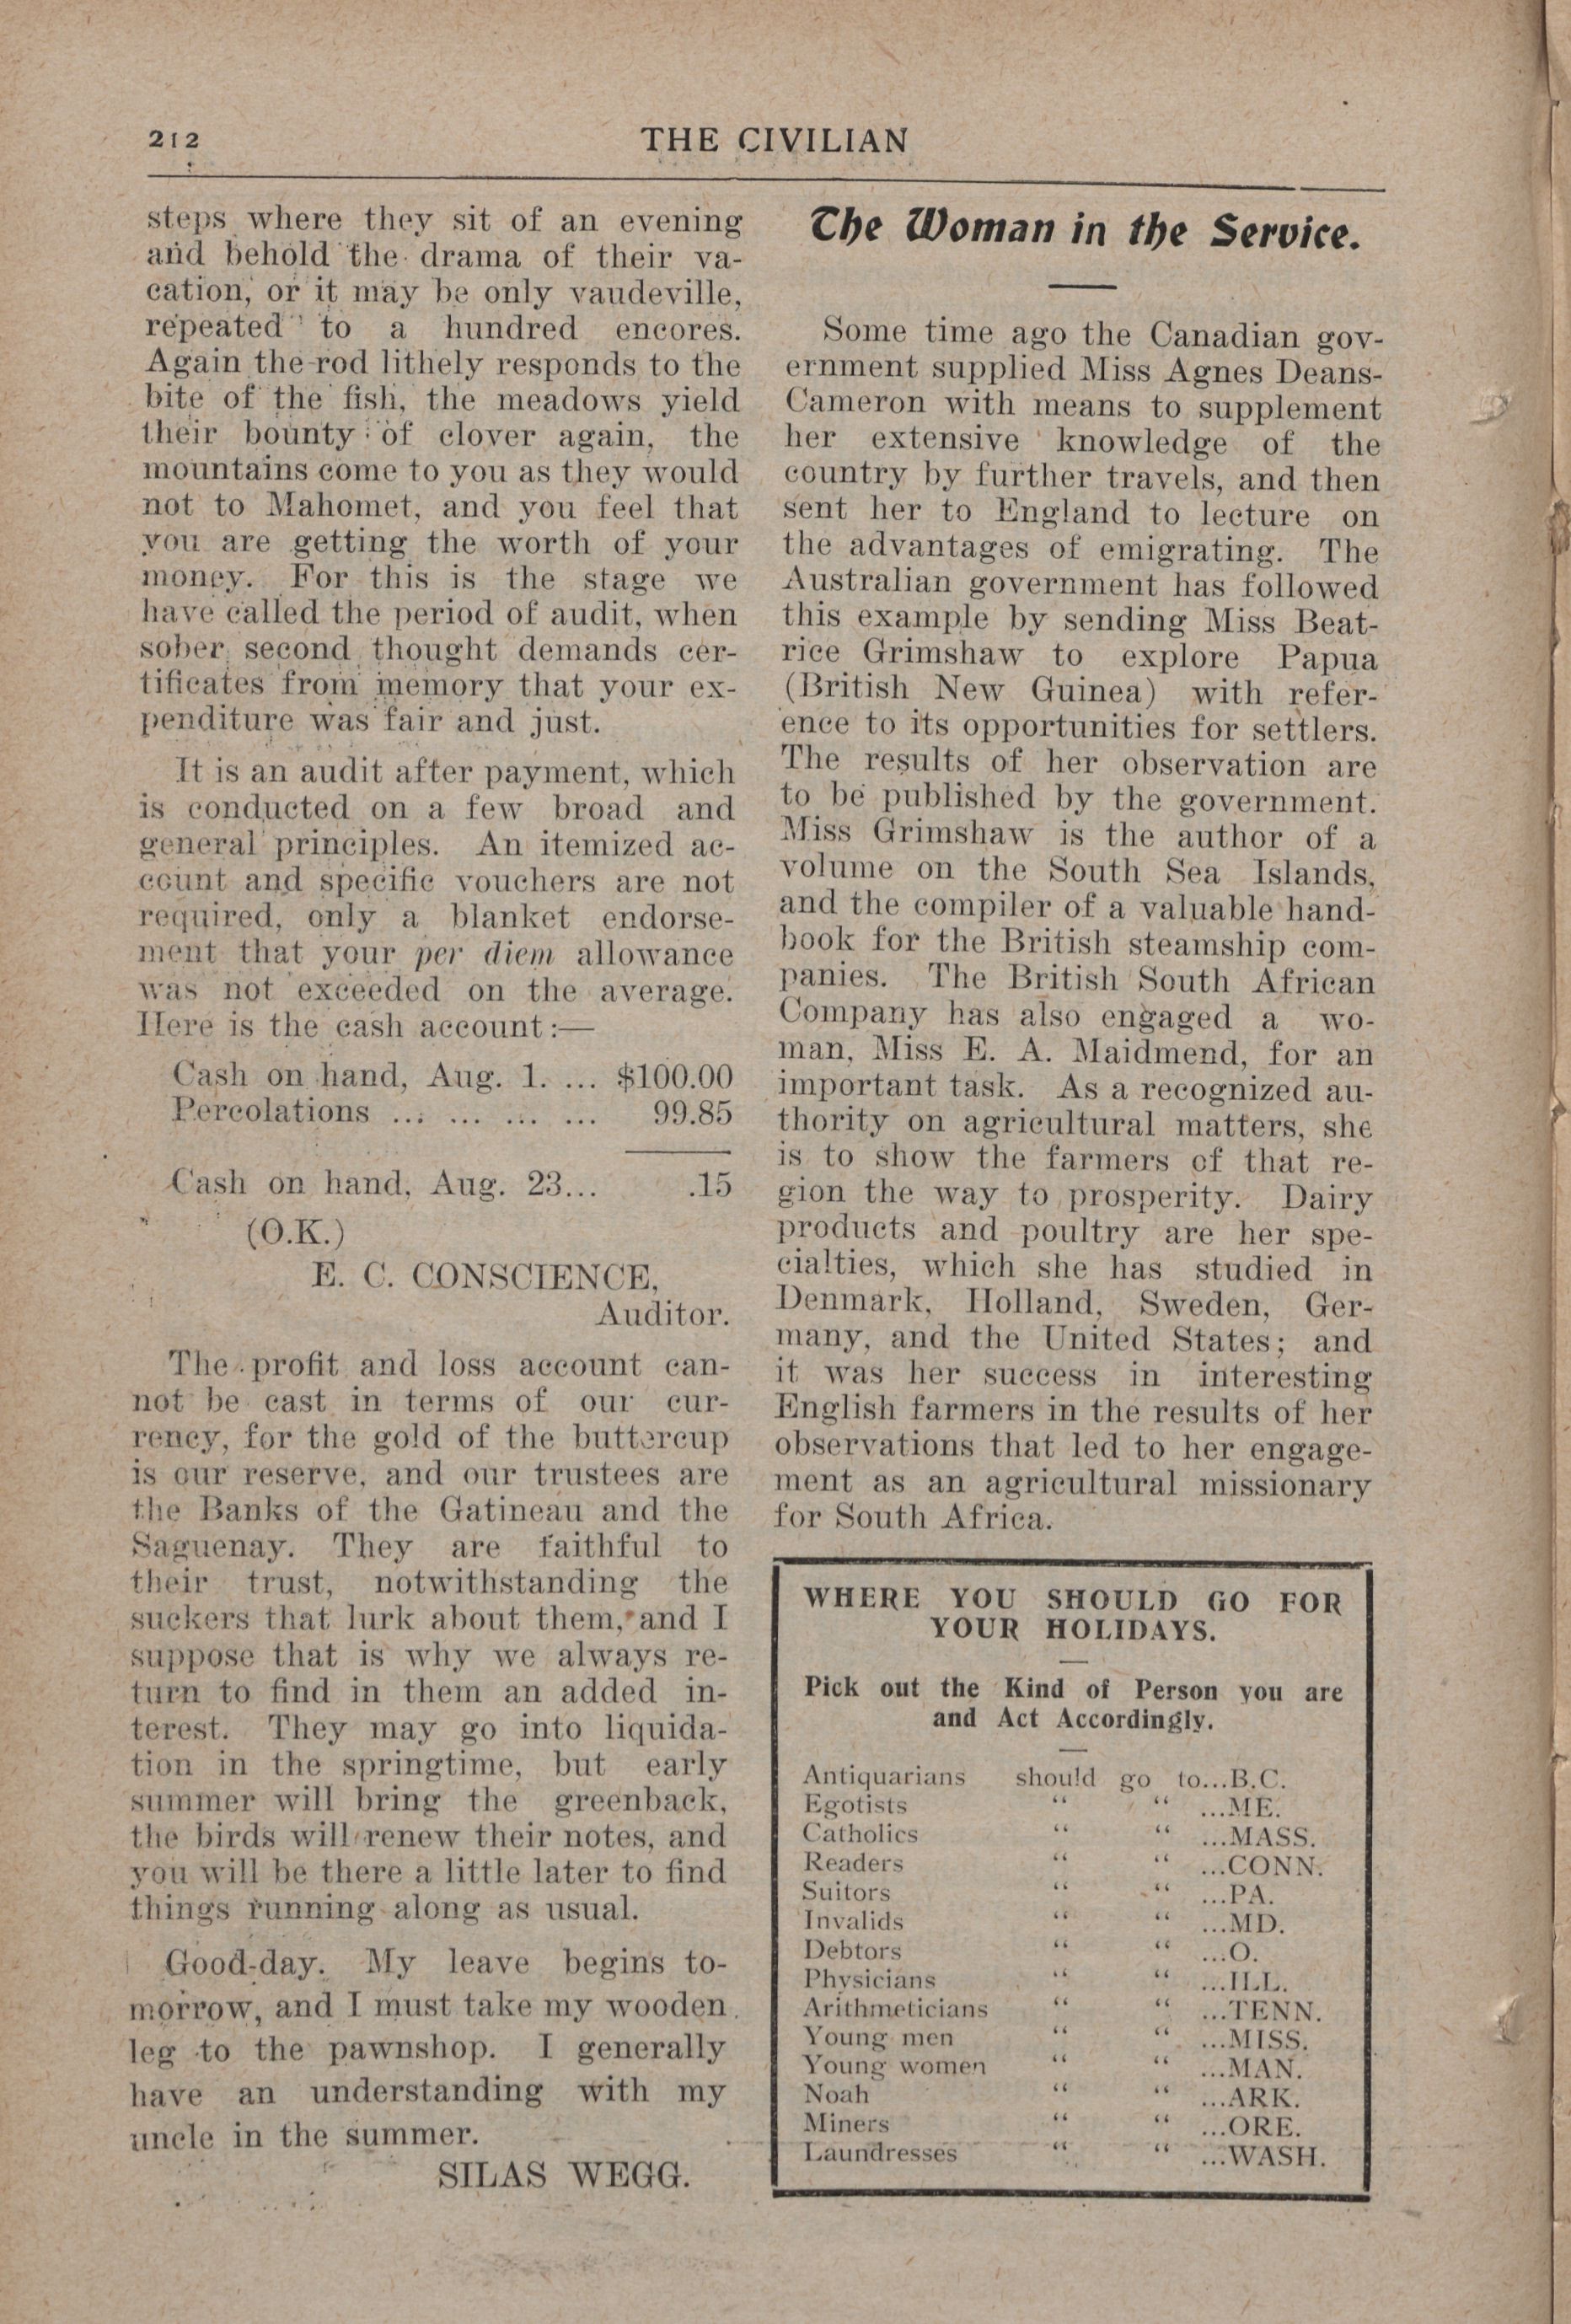 212
THE CIVILIAN
steps where they sit of an evening
and behold the drama of their va-
cation, or it may be only vaudeville,
repeated to a hundred encores.
Again the rod lithely responds to the
bite of the fish, the meadows yield
their bounty of clover again, the
mountains come to you as they would
not to Mahomet, and you feel that
you are getting the worth of your
money. For this is the stage we
have called the period of audit, when
sober second thought demands cer-
tificates from memory that your ex-
penditure was fair and just.
It is an audit after payment, which
is conducted on a few broad and
general principles. An itemized ac-
count and specific vouchers are not
required, only a blanket endorse-
ment that your per diem allowance
was not exceeded on the average.
Here is the cash account:—
Cash on hand, Aug. 1. ... $100.00
Percolations ... ... ... ... 99.85
Cash on hand, Aug. 23... .15
(O.K.)
E. C. CONSCIENCE,
Auditor.
The profit and loss account can-
not be cast in terms of our cur-
rency, for the gold of the buttercup
is our reserve, and our trustees are
the Banks of the Gatineau and the
Saguenay. They are faithful to
their trust, notwithstanding the
suckers that lurk about them, and I
suppose that is why we always re-
turn to find in them an added in-
terest. They may go into liquida-
tion in the springtime, but early
summer will bring the greenback,
the birds will renew their notes, and
you will be there a little later to find
things running along as usual.
Good-day. My leave begins to-
morrow, and I must take my wooden
leg to the pawnshop. I generally
have an understanding with my
uncle in the summer.
SILAS WEGG.
The Woman in the Service.
Some time ago the Canadian gov-
ernment supplied Miss Agnes Deans-
Cameron with means to supplement
her extensive knowledge of the
country by further travels, and then
sent her to England to lecture on
the advantages of emigrating. The
Australian government has followed
this example by sending Miss Beat-
rice Grimshaw to explore Papua
(British New Guinea) with refer-
ence to its opportunities for settlers.
The results of her observation are
to be published by the government.
Miss Grimshaw is the author of a
volume on the South Sea Islands,
and the compiler of a valuable hand-
book for the British steamship com-
panies. The British South African
Company has also engaged a wo-
man, Miss E. A. Maidmend, for an
important task. As a recognized au-
thority on agricultural matters, she
is to show the farmers of that re-
gion the way to prosperity. Dairy
products and poultry are her spe-
cialties, which she has studied in
Denmark, Holland, Sweden, Ger-
many, and the United States; and
it was her success in interesting
English farmers in the results of her
observations that led to her engage-
ment as an agricultural missionary
for South Africa.
WHERE YOU SHOULD GO FOR
YOUR HOLIDAYS.
Pick out the Kind of Person you are
and Act Accordingly.
Antiquarians should go to...B.C.
Egotists “ “ ...ME.
Catholics “ “ ...MASS.
Readers “ “ ...CONN.
Suitors “ “ ...PA.
Invalids “ “ ...MD.
Debtors “ “ ...O.
Physicians “ “ ...ILL.
Arithmeticians “ “ ...TENN.
Young men “ “ ...MISS.
Young women “ “ ...MAN.
Noah “ “ ...ARK.
Miners “ “ ...ORE.
Laundresses “ “ ...WASH.